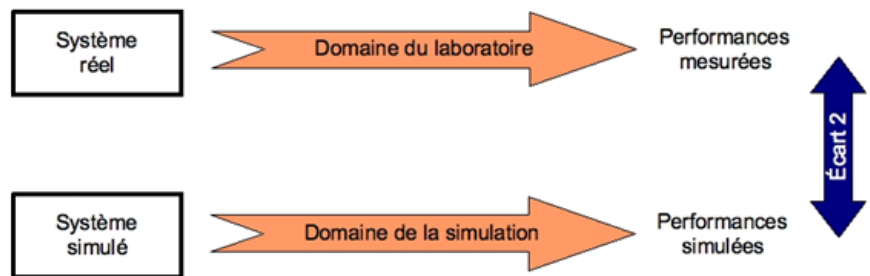 Système
réel
Domaine du laboratoire
Performances
mesurées
Écart 2
Système
simulé
Domaine de la simulation
Performances
simulées